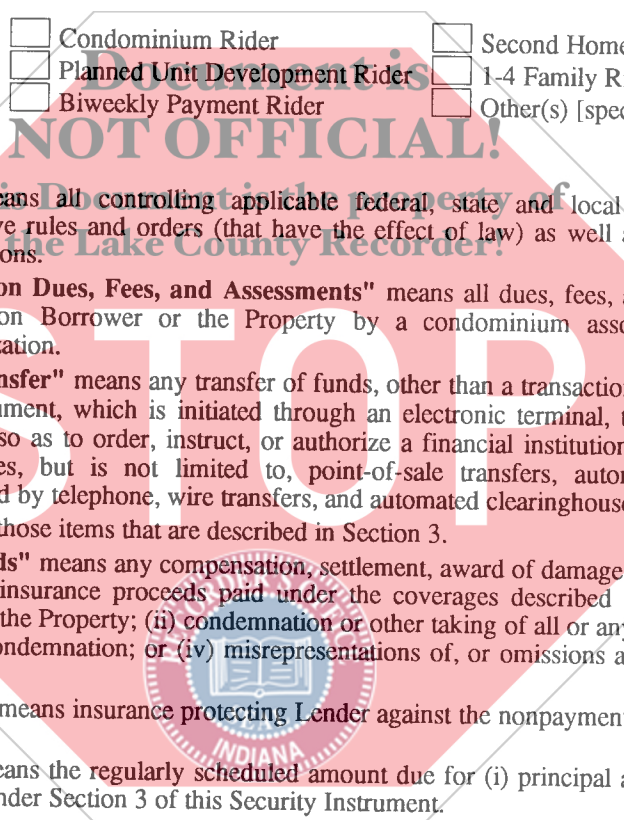 Condominium Rider Second Home
Planned Unit Development Rider 1-4 Family Ri
Biweekly Payment Rider Other(s) [spec
Document is
NOT OFFICIAL!
is Document is the property of
the Lake County Recorder!
eans all controlling applicable federal, state and local
ve rules and orders (that have the effect of law) as well a
ons.
on Dues, Fees, and Assessments" means all dues, fees, a
on Borrower or the Property by a condominium asso
zation.
nsfer" means any transfer of funds, other than a transaction
ument, which is initiated through an electronic terminal, t
so as to order, instruct, or authorize a financial institution
es, but is not limited to, point-of-sale transfers, autom
d by telephone, wire transfers, and automated clearinghouse
those items that are described in Section 3.
STOP
ds" means any compensation, settlement, award of damage
insurance proceeds paid under the coverages described
the Property; (ii) condemnation or other taking of all or any
ondemnation; or (iv) misrepresentations of, or omissions a
means insurance protecting Lender against the nonpayment
eans the regularly scheduled amount due for (i) principal a
nder Section 3 of this Security Instrument.
SEAL
INDIANA